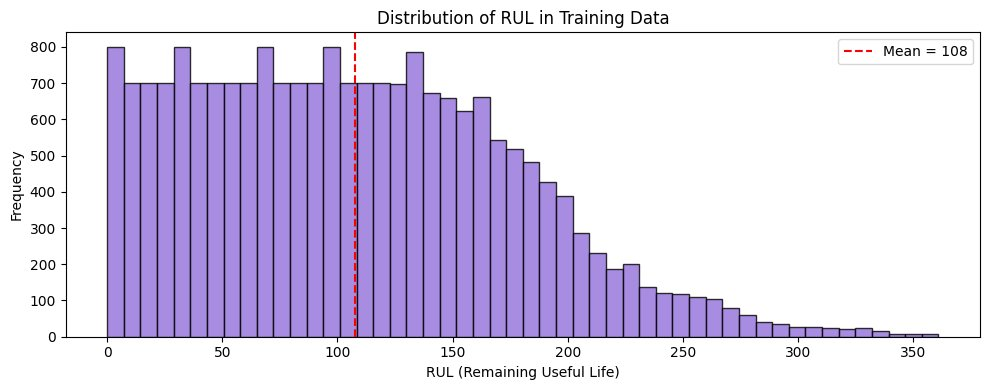 Distribution of RUL in Training Data
Mean = 108
Frequency
800
700
600
500
400
300
200
100
0
0 50 100 150 200 250 300 350
RUL (Remaining Useful Life)